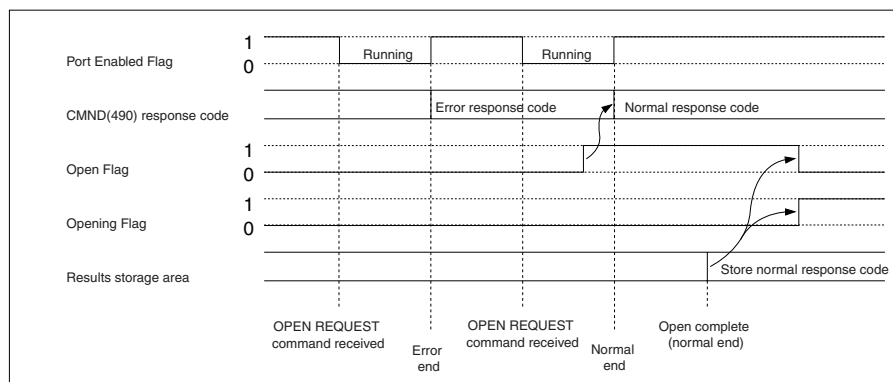 1
Running
Running
Port Enabled Flag
0
Error response code
Normal response code
CMND(490) response code
1
Open Flag
0
1
Opening Flag
0
Results storage area
Store normal response code
OPEN REQUEST
command received
Error
end
OPEN REQUEST
command received
Normal
end
Open complete
(normal end)